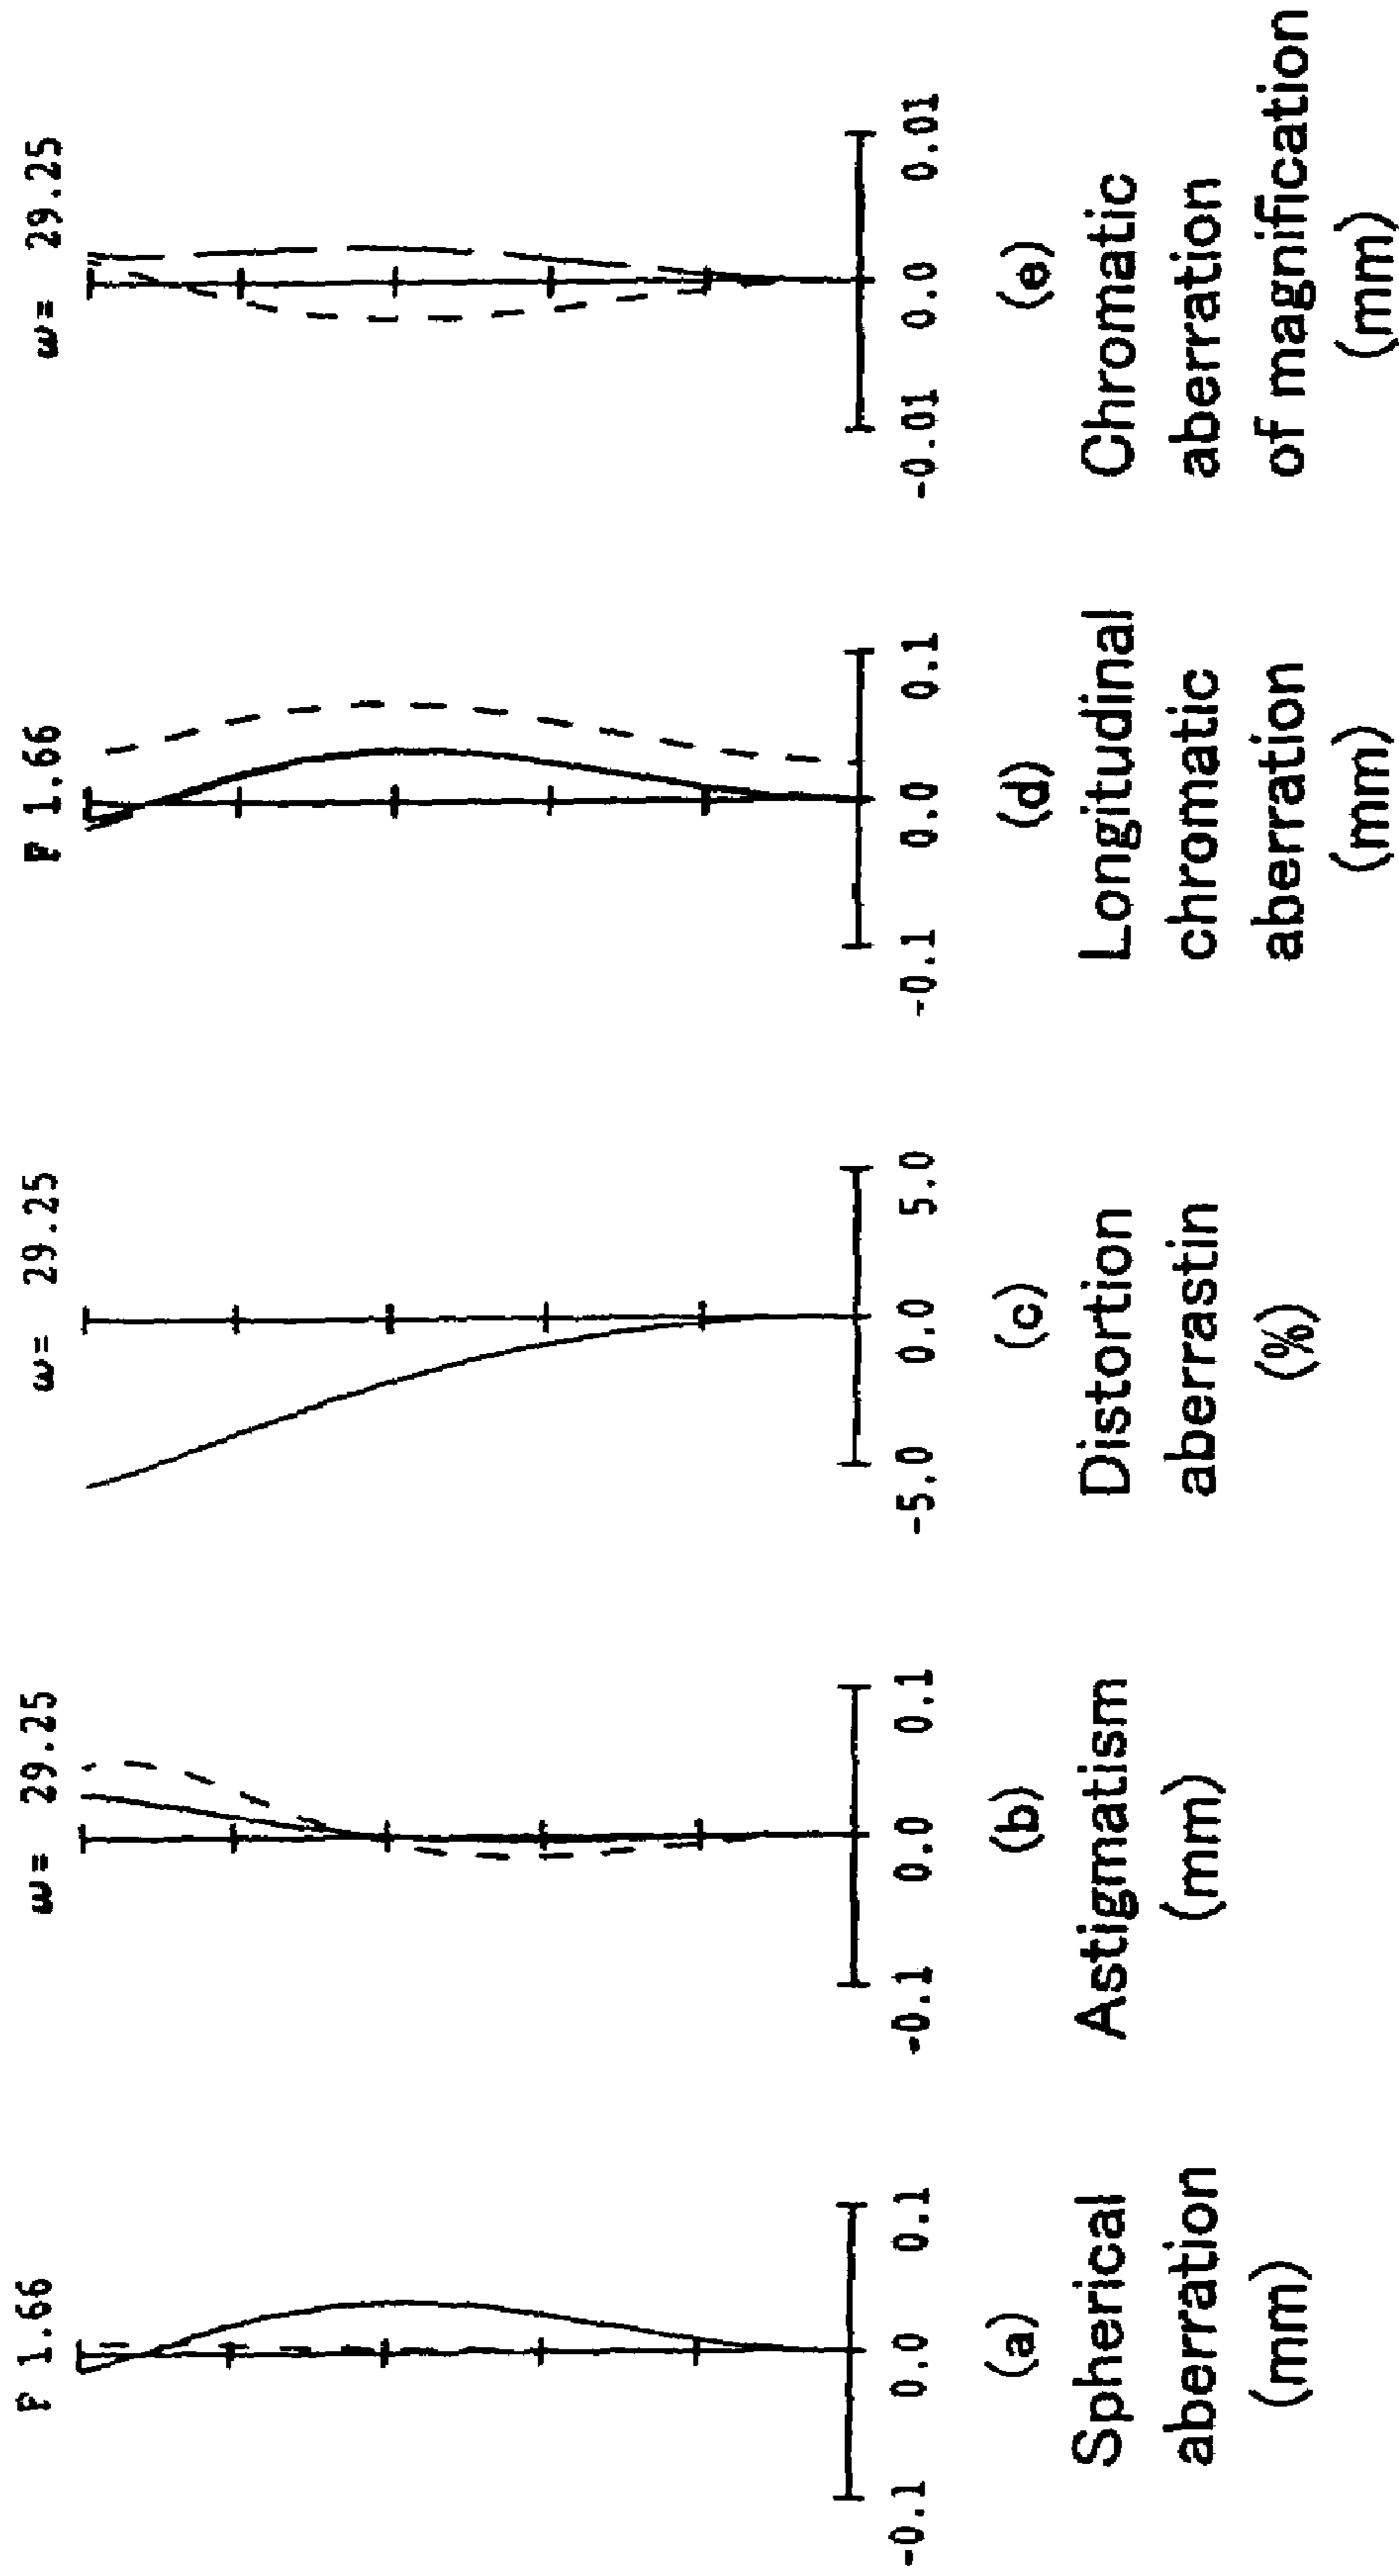 F 1.66
-0.1 0.0 0.1
(a)
Spherical
aberration
(mm)
ω= 29.25
-0.1 0.0 0.1
(b)
Astigmatism
(mm)
ω= 29.25
-5.0 0.0 5.0
(c)
Distortion
aberrastin
(%)
F 1.66
-0.1 0.0 0.1
(d)
Longitudinal
chromatic
aberration
(mm)
ω= 29.25
-0.01 0.0 0.01
(e)
Chromatic
aberration
of magnification
(mm)